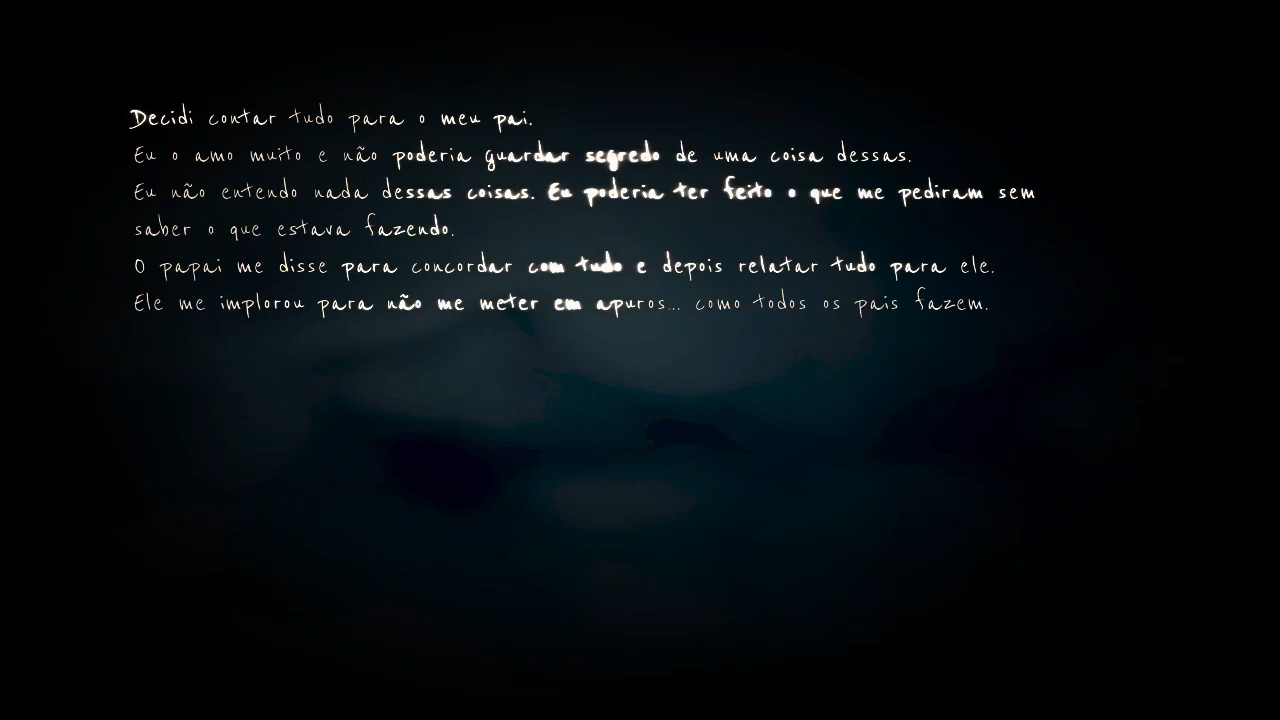 Decidi contar tudo para o meu pai.
Eu o amo muito e não poderia guardar segredo de uma coisa dessas.
Eu não entendo nada dessas coisas. Eu poderia ter feito o que me pediram sem
saber o que estava fazendo.
O papai me disse para concordar com tudo e depois relatar tudo para ele.
Ele me implorou para não me meter em apuros... como todos os pais fazem.